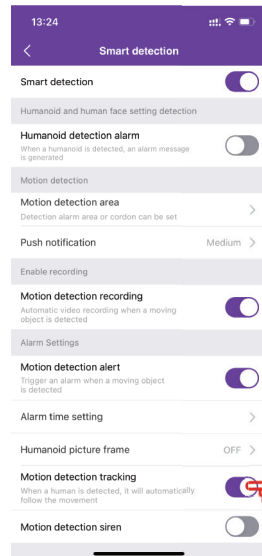 13:24
Smart detection
Smart detection
Humanoid and human face setting detection
Humanoid detection alarm
When a humanoid is detected, an alarm message
is generated
Motion detection
Motion detection area
Detection alarm area or cordon can be set
Push notification Medium
Enable recording
Motion detection recording
Automatic video recording when a moving
object is detected
Alarm Settings
Motion detection alert
Trigger an alarm when a moving object
is detected
Alarm time setting
Humanoid picture frame OFF
Motion detection tracking
When a human is detected, it will automatically
follow the movement
Motion detection siren